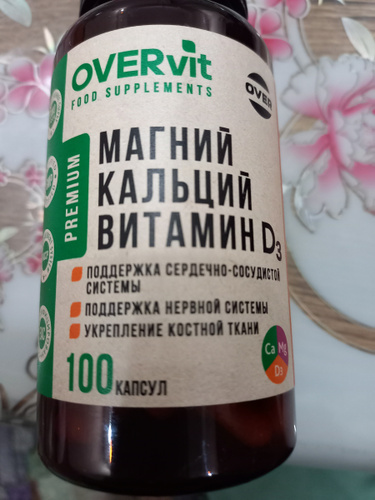 OVERvit
FOOD SUPPLEMENTS
OVER
PREMIUM
МАГНИЙ
КАЛЬЦИЙ
ВИТАМИН D3
ПОДДЕРЖКА СЕРДЕЧНО-СОСУДИСТОЙ
СИСТЕМЫ
ПОДДЕРЖКА НЕРВНОЙ СИСТЕМЫ
УКРЕПЛЕНИЕ КОСТНОЙ ТКАНИ
Ca Mg
D3
100 КАПСУЛ